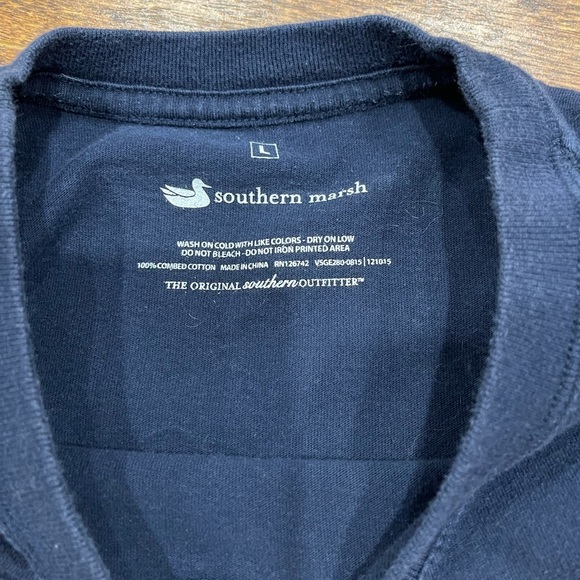 L
southern marsh
WASH ON COLD WITH LIKE COLORS - DRY ON LOW
DO NOT BLEACH - DO NOT IRON PRINTED AREA
100% COMBED COTTON MADE IN CHINA RN126742 VSGE280-0815 | 121015
THE ORIGINAL southern OUTFITTER™